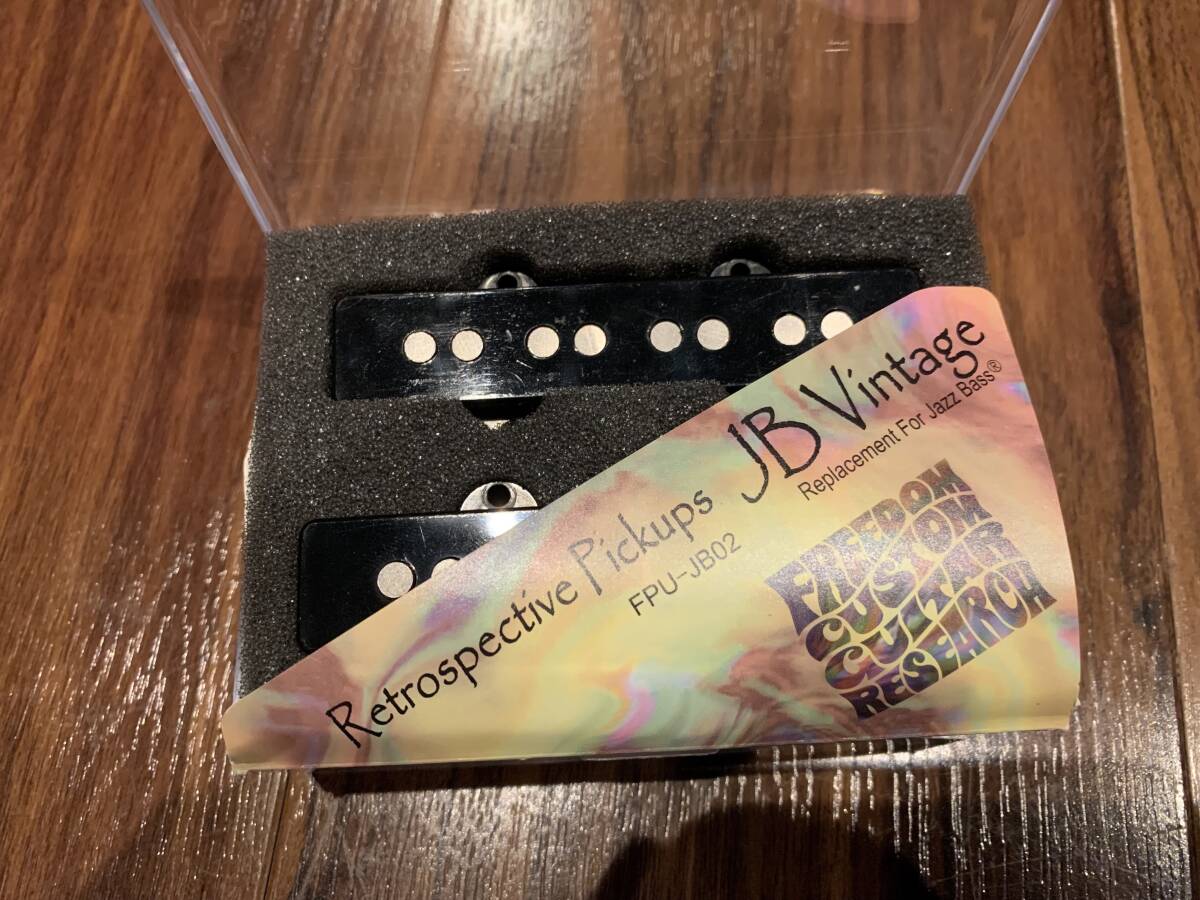 Retrospective Pickups JB Vintage
FPU-JB02
Replacement For Jazz Bass®
FREEDOM
CUSTOM
GUITAR
RESEARCH